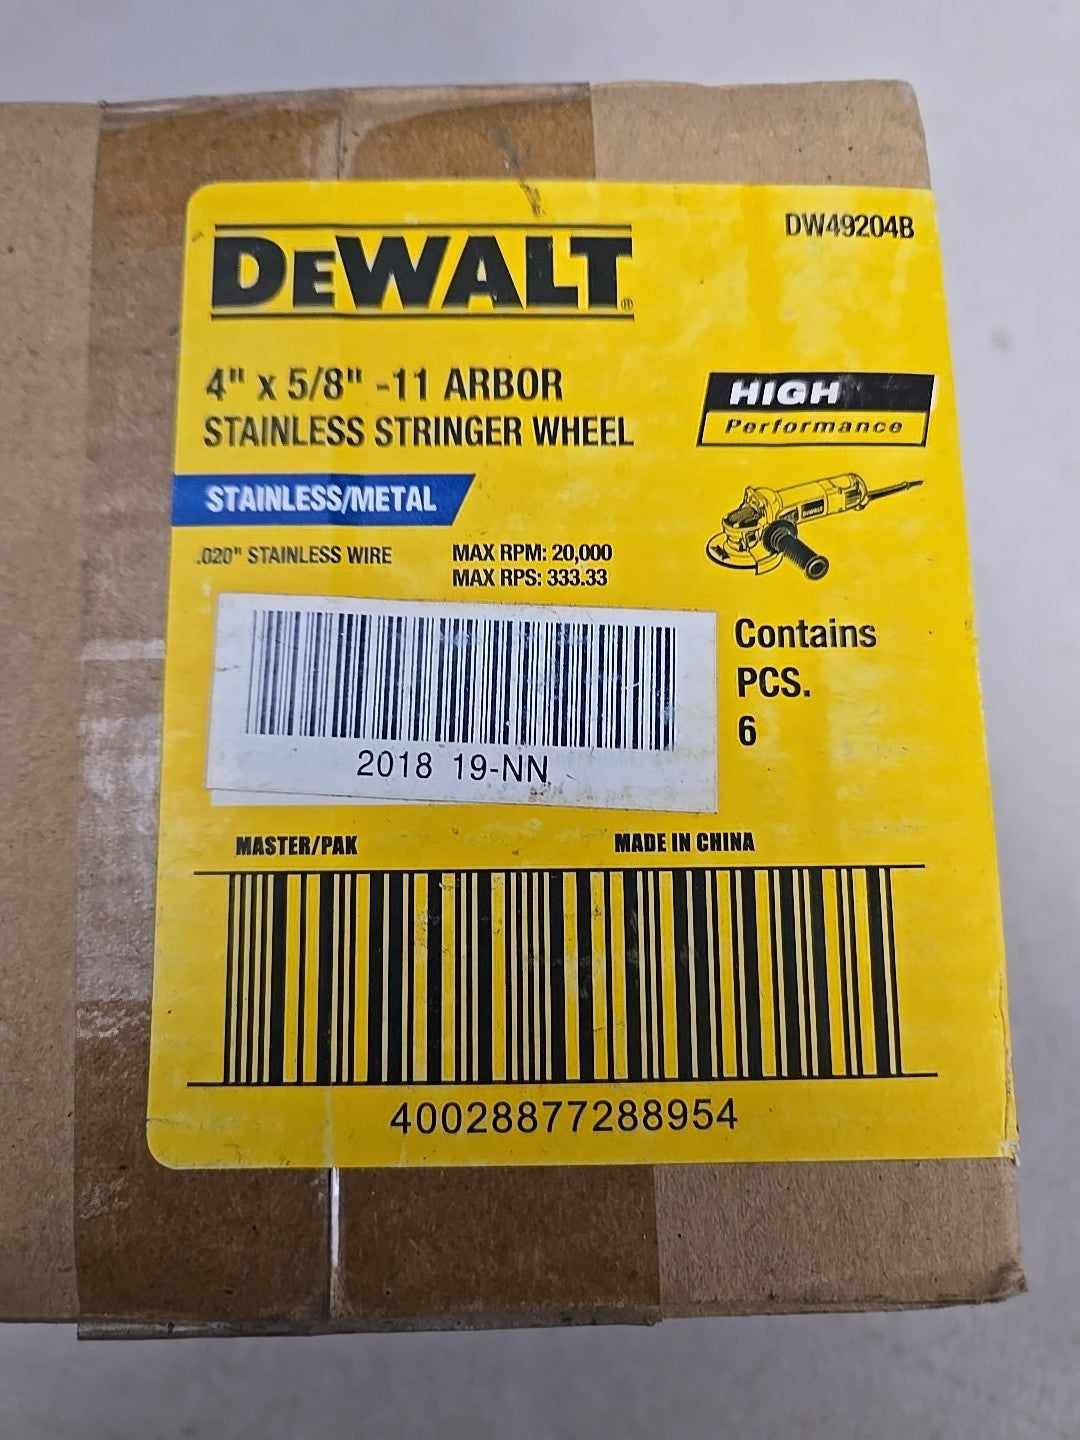 DW49204B
DEWALT®
4" x 5/8" -11 ARBOR
STAINLESS STRINGER WHEEL
HIGH
Performance
STAINLESS/METAL
DEWALT
.020" STAINLESS WIRE
MAX RPM: 20,000
MAX RPS: 333.33
Contains
PCS.
6
2018 19-NN
MASTER/PAK
MADE IN CHINA
40028877288954